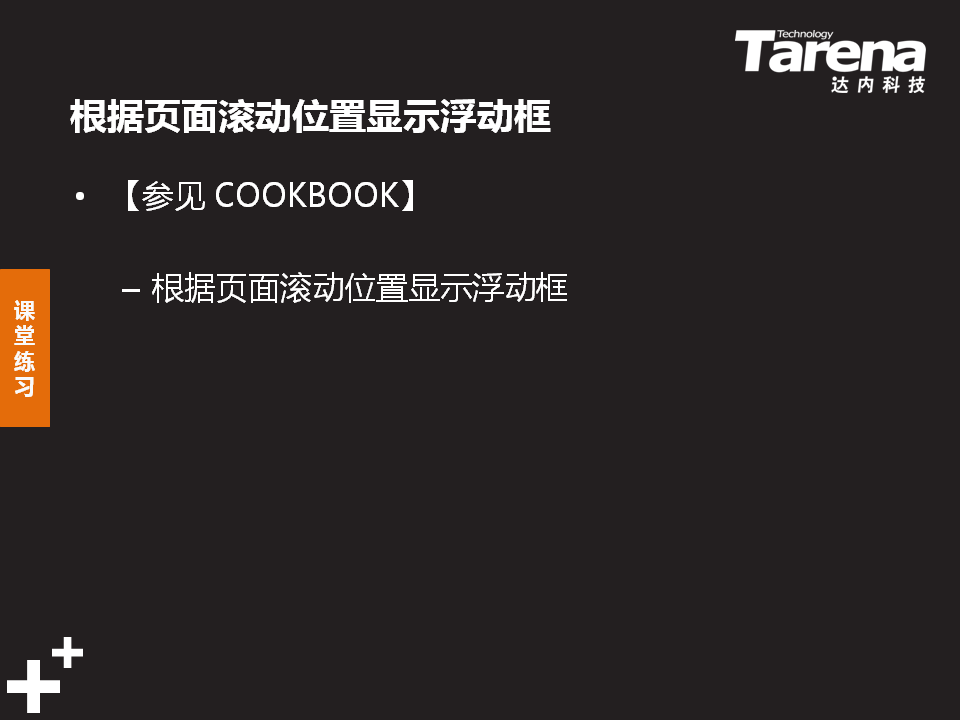 Technology
Tarena
达内科技
根据页面滚动位置显示浮动框
• 【参见 COOKBOOK】
– 根据页面滚动位置显示浮动框
课堂练习